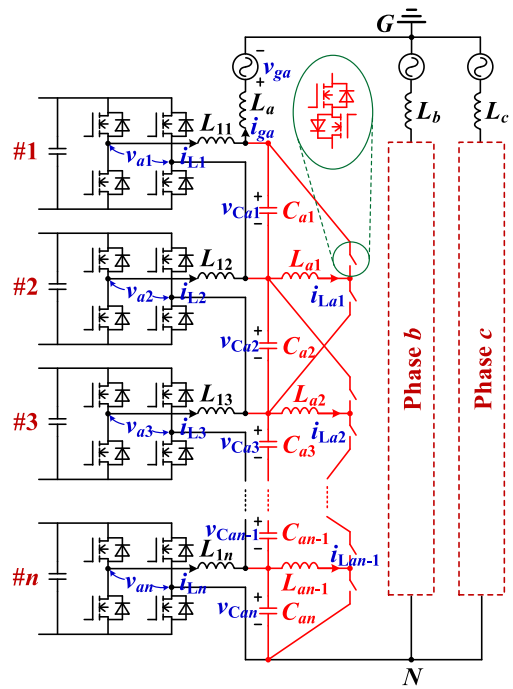 G
v_ga
−
+
L_a
i_ga
L_b
L_c
#1
v_a1
i_L1
L_11
+
v_Ca1
−
C_a1
#2
v_a2
i_L2
L_12
L_a1
i_La1
+
v_Ca2
−
C_a2
#3
v_a3
i_L3
L_13
L_a2
i_La2
+
v_Ca3
−
C_a3
Phase b
Phase c
#n
v_an
i_Ln
L_1n
+
v_Can-1
−
C_an-1
i_Lan-1
L_an-1
+
v_Can
−
C_an
N